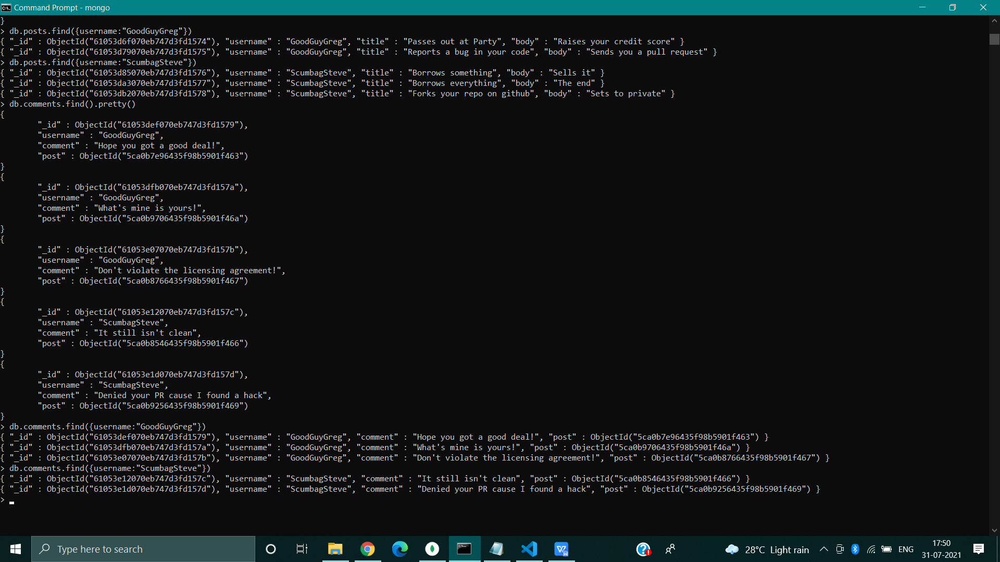 Command Prompt - mongo
}
> db.posts.find({username:"GoodGuyGreg"})
{ "_id" : ObjectId("61053d6f070eb747d3fd1574"), "username" : "GoodGuyGreg", "title" : "Passes out at Party", "body" : "Raises your credit score" }
{ "_id" : ObjectId("61053d79070eb747d3fd1575"), "username" : "GoodGuyGreg", "title" : "Reports a bug in your code", "body" : "Sends you a pull request" }
> db.posts.find({username:"ScumbagSteve"})
{ "_id" : ObjectId("61053d85070eb747d3fd1576"), "username" : "ScumbagSteve", "title" : "Borrows something", "body" : "Sells it" }
{ "_id" : ObjectId("61053da3070eb747d3fd1577"), "username" : "ScumbagSteve", "title" : "Borrows everything", "body" : "The end" }
{ "_id" : ObjectId("61053db2070eb747d3fd1578"), "username" : "ScumbagSteve", "title" : "Forks your repo on github", "body" : "Sets to private" }
> db.comments.find().pretty()
{
"_id" : ObjectId("61053def070eb747d3fd1579"),
"username" : "GoodGuyGreg",
"comment" : "Hope you got a good deal!",
"post" : ObjectId("5ca0b7e96435f98b5901f463")
}
{
"_id" : ObjectId("61053dfb070eb747d3fd157a"),
"username" : "GoodGuyGreg",
"comment" : "What's mine is yours!",
"post" : ObjectId("5ca0b9706435f98b5901f46a")
}
{
"_id" : ObjectId("61053e07070eb747d3fd157b"),
"username" : "GoodGuyGreg",
"comment" : "Don't violate the licensing agreement!",
"post" : ObjectId("5ca0b8766435f98b5901f467")
}
{
"_id" : ObjectId("61053e12070eb747d3fd157c"),
"username" : "ScumbagSteve",
"comment" : "It still isn't clean",
"post" : ObjectId("5ca0b8546435f98b5901f466")
}
{
"_id" : ObjectId("61053e1d070eb747d3fd157d"),
"username" : "ScumbagSteve",
"comment" : "Denied your PR cause I found a hack",
"post" : ObjectId("5ca0b9256435f98b5901f469")
}
> db.comments.find({username:"GoodGuyGreg"})
{ "_id" : ObjectId("61053def070eb747d3fd1579"), "username" : "GoodGuyGreg", "comment" : "Hope you got a good deal!", "post" : ObjectId("5ca0b7e96435f98b5901f463") }
{ "_id" : ObjectId("61053dfb070eb747d3fd157a"), "username" : "GoodGuyGreg", "comment" : "What's mine is yours!", "post" : ObjectId("5ca0b9706435f98b5901f46a") }
{ "_id" : ObjectId("61053e07070eb747d3fd157b"), "username" : "GoodGuyGreg", "comment" : "Don't violate the licensing agreement!", "post" : ObjectId("5ca0b8766435f98b5901f467") }
> db.comments.find({username:"ScumbagSteve"})
{ "_id" : ObjectId("61053e12070eb747d3fd157c"), "username" : "ScumbagSteve", "comment" : "It still isn't clean", "post" : ObjectId("5ca0b8546435f98b5901f466") }
{ "_id" : ObjectId("61053e1d070eb747d3fd157d"), "username" : "ScumbagSteve", "comment" : "Denied your PR cause I found a hack", "post" : ObjectId("5ca0b9256435f98b5901f469") }
>
Type here to search
28°C Light rain
ENG
17:50
31-07-2021